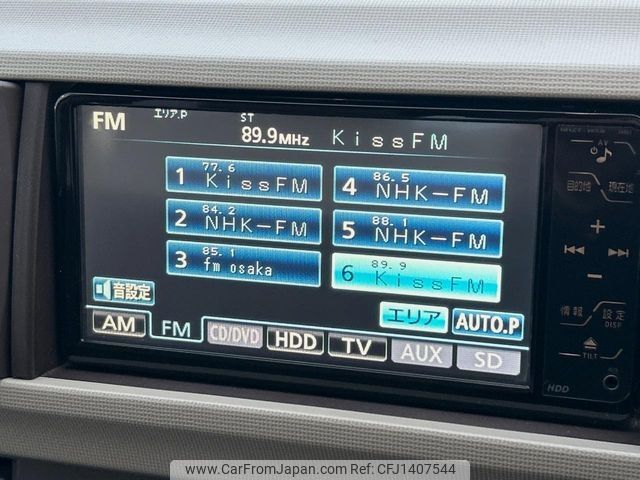 FM エリア.P ST 89.9MHz KissFM
1 77.6 KissFM
4 86.5 NHK-FM
2 84.2 NHK-FM
5 88.1 NHK-FM
3 85.1 fm osaka
6 89.9 KissFM
音設定
エリア AUTO.P
AM FM CD/DVD HDD TV AUX SD
AV
目的地 現在地
+
-
情報 設定
DISP
TILT
HDD
www.CarFromJapan.com - CFJ1407544